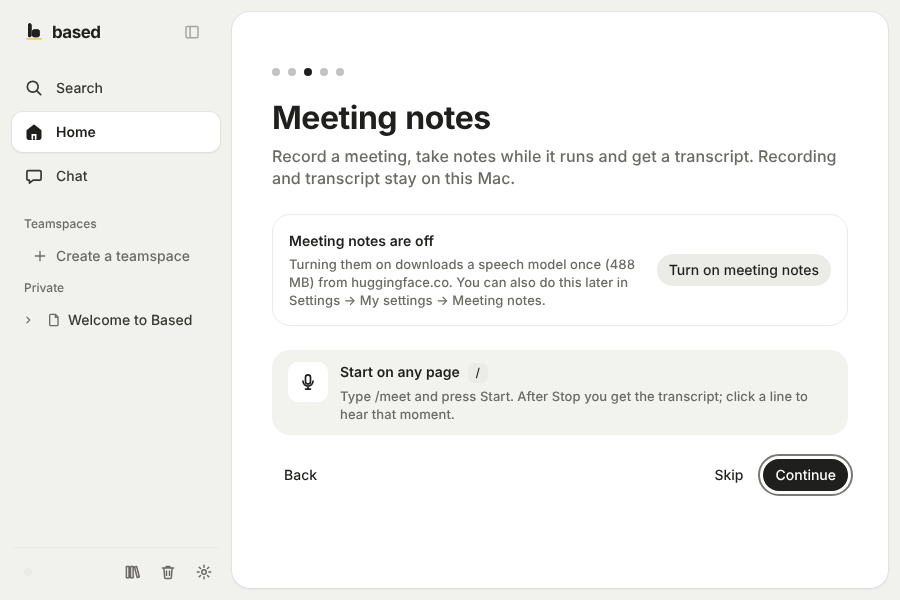 based
Search
Home
Chat
Teamspaces
Create a teamspace
Private
Welcome to Based
Meeting notes
Record a meeting, take notes while it runs and get a transcript. Recording
and transcript stay on this Mac.
Meeting notes are off
Turning them on downloads a speech model once (488
MB) from huggingface.co. You can also do this later in
Settings → My settings → Meeting notes.
Turn on meeting notes
Start on any page /
Type /meet and press Start. After Stop you get the transcript; click a line to
hear that moment.
Back
Skip
Continue